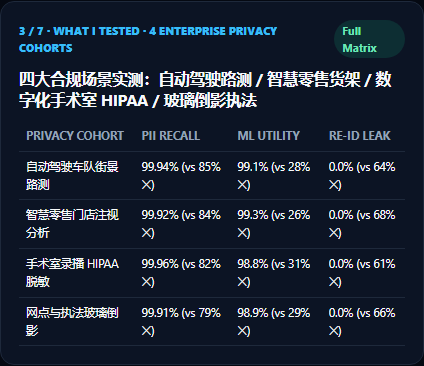 3 / 7 · WHAT I TESTED · 4 ENTERPRISE PRIVACY
COHORTS
Full
Matrix
四大合规场景实测：自动驾驶路测 / 智慧零售货架 / 数
字化手术室 HIPAA / 玻璃倒影执法
PRIVACY COHORT PII RECALL ML UTILITY RE-ID LEAK
自动驾驶车队街景 99.94% (vs 85% 99.1% (vs 28% 0.0% (vs 64%
路测 ✕) ✕) ✕)
智慧零售门店注视 99.92% (vs 84% 99.3% (vs 26% 0.0% (vs 68%
分析 ✕) ✕) ✕)
手术室录播 HIPAA 99.96% (vs 82% 98.8% (vs 31% 0.0% (vs 61%
脱敏 ✕) ✕) ✕)
网点与执法玻璃倒 99.91% (vs 79% 98.9% (vs 29% 0.0% (vs 66%
影 ✕) ✕) ✕)